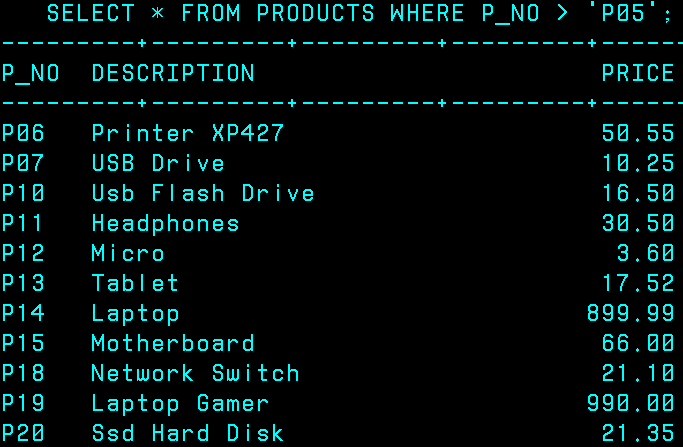 SELECT * FROM PRODUCTS WHERE P_NO > 'P05';
---------+---------+---------+---------+------
P_NO  DESCRIPTION                       PRICE
---------+---------+---------+---------+------
P06   Printer XP427                     50.55
P07   USB Drive                         10.25
P10   Usb Flash Drive                   16.50
P11   Headphones                        30.50
P12   Micro                              3.60
P13   Tablet                            17.52
P14   Laptop                           899.99
P15   Motherboard                       66.00
P18   Network Switch                    21.10
P19   Laptop Gamer                     990.00
P20   Ssd Hard Disk                     21.35